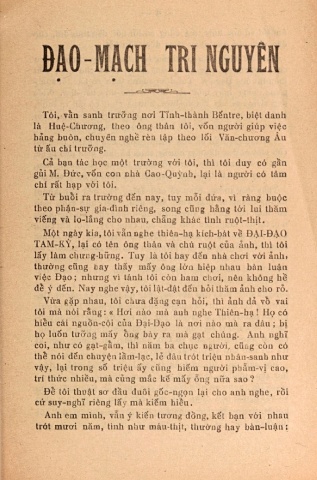 ĐẠO-MẠCH TRI NGUYÊN
Tôi, vẫn sanh trưởng nơi Tỉnh-thành Bếntre, biệt danh
là Huệ-Chương, theo ông thân tôi, vốn người giúp việc
hãng buôn, chuyên nghề rèn tập theo lối Văn-chương Âu
từ ấu chí trưởng.
Cả bạn tác học một trường với tôi, thì tôi duy có gần
gủi M. Đức, vốn con nhà Cao-Quỳnh, lại là người có tâm
chí rất hạp với tôi.
Từ buổi ra trường đến nay, tuy mỗi đứa, vì ràng buộc
theo phận-sự gia-đình riêng, song cũng hằng tới lui thăm
viếng và lo-lắng cho nhau, chẳng khác tình ruột-thịt.
Một ngày kia, tôi vẫn nghe thiên-hạ kích-bát về ĐẠI-ĐẠO
TAM-KỲ, lại có tên ông thân và chú ruột của ảnh, thì tôi
lấy làm chưng-hửng. Tuy là tôi hay đến nhà chơi với ảnh,
thường cũng hay thấy mấy ông lớn hiệp nhau bàn luận
việc Đạo; nhưng vì tánh tôi còn ham chơi, nên không hề
để ý đến. Nay nghe vậy, tôi lật-đật đến hỏi thăm ảnh cho rỏ.
Vừa gặp nhau, tôi chưa đặng cạn hỏi, thì ảnh đả vổ vai
tôi mà nói rằng: « Hơi nào mà anh nghe Thiên-hạ! Họ có
hiểu cái nguồn-cội của Đại-Đạo là nơi nào mà ra đâu; bị
họ luốn tưởng mấy ông bày ra mà gạt chúng. Anh nghĩ
coi, như có gạt-gẩm, thì năm ba chục người, cũng còn có
thể nói đến chuyện lầm-lạc, lẻ đâu trót triệu nhân-sanh như
vậy, lại trong số triệu ấy cũng hiếm người phẩm-vị cao,
trí thức nhiều, mà cũng mắc kế mấy ông nữa sao ?
Để tôi thuật sơ đầu đuôi gốc-ngọn lại cho anh nghe, rồi
cứ suy-nghĩ riêng lấy mà kiếm hiểu.
Anh em mình, vẫn ý kiến tương đồng, kết hạn với nhau
trót mươi năm, tình như máu-thịt, thường hay bàn-luận;